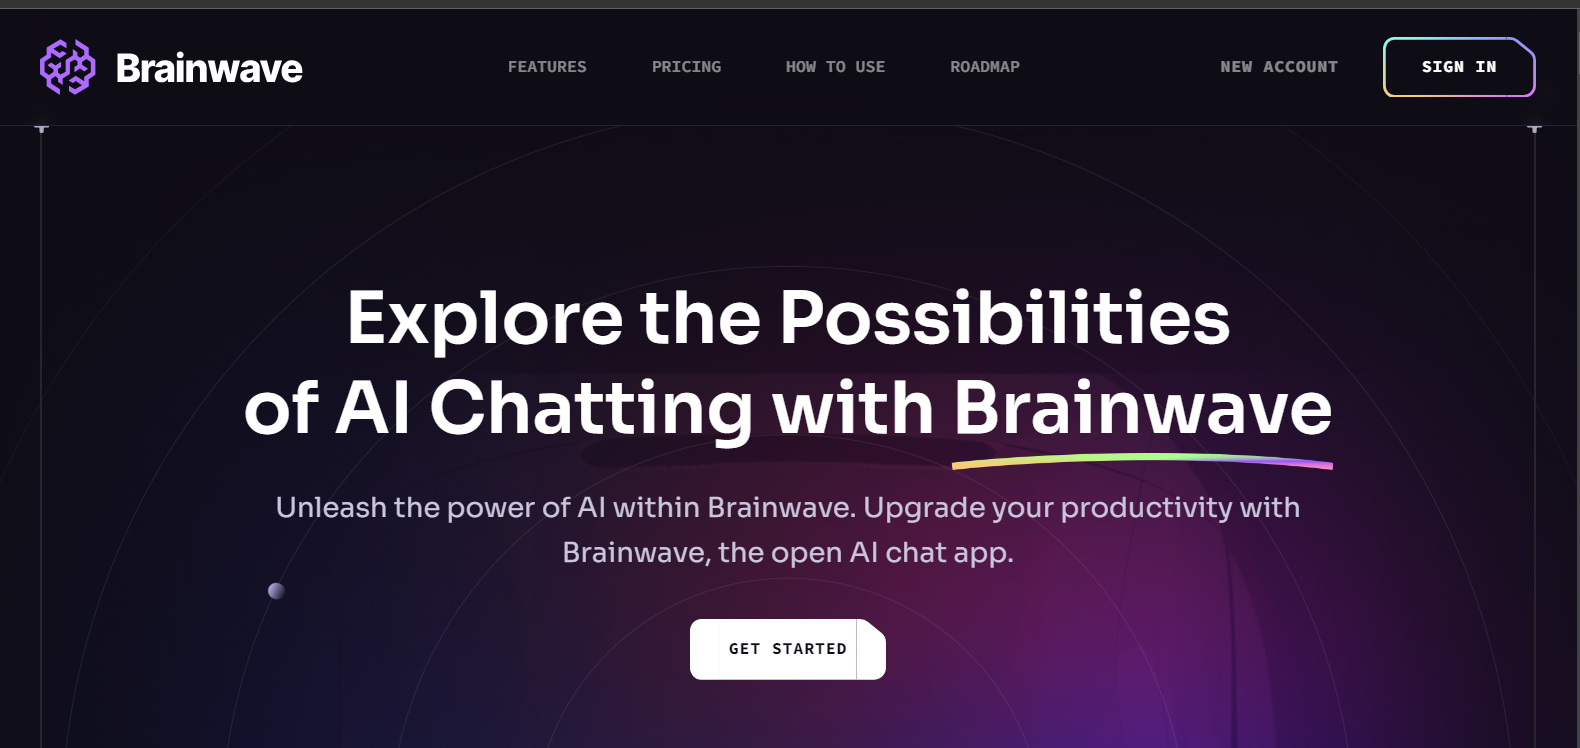 Brainwave
FEATURES
PRICING
HOW TO USE
ROADMAP
NEW ACCOUNT
SIGN IN
Explore the Possibilities
of AI Chatting with Brainwave
Unleash the power of AI within Brainwave. Upgrade your productivity with
Brainwave, the open AI chat app.
GET STARTED